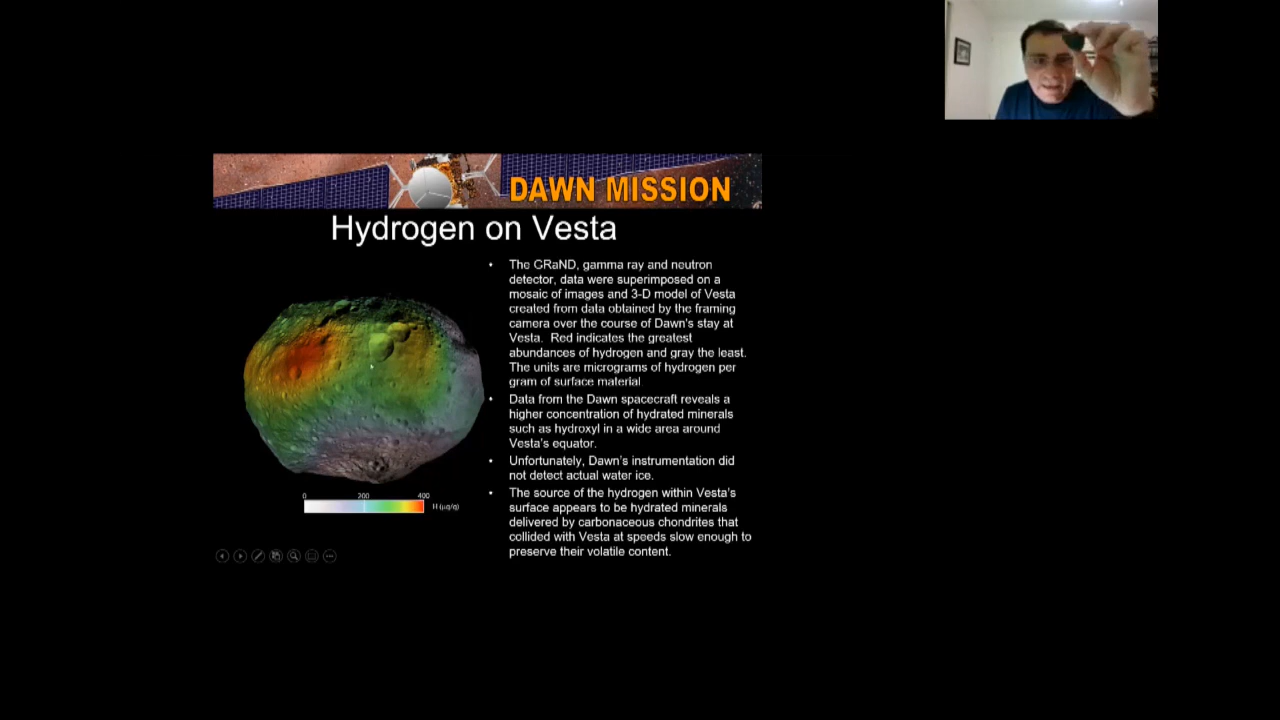 DAWN MISSION
Hydrogen on Vesta
• The GRaND, gamma ray and neutron
detector, data were superimposed on a
mosaic of images and 3-D model of Vesta
created from data obtained by the framing
camera over the course of Dawn's stay at
Vesta. Red indicates the greatest
abundances of hydrogen and gray the least.
The units are micrograms of hydrogen per
gram of surface material
• Data from the Dawn spacecraft reveals a
higher concentration of hydrated minerals
such as hydroxyl in a wide area around
Vesta's equator.
• Unfortunately, Dawn's instrumentation did
not detect actual water ice.
• The source of the hydrogen within Vesta's
surface appears to be hydrated minerals
delivered by carbonaceous chondrites that
collided with Vesta at speeds slow enough to
preserve their volatile content.
0 200 400
H (µg/g)